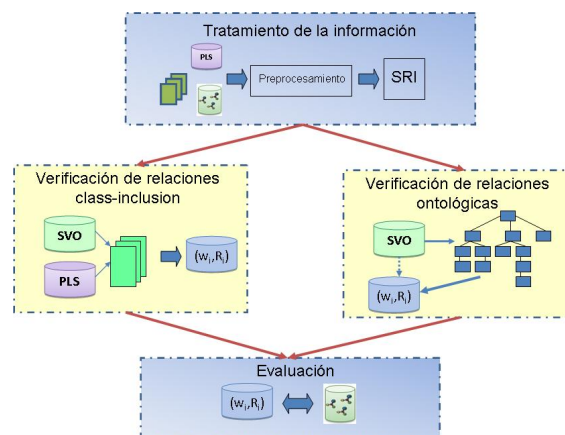 Tratamiento de la información
PLS
Preprocesamiento
SRI
Verificación de relaciones
class-inclusion
SVO
PLS
(wᵢ,Rᵢ)
Verificación de relaciones
ontológicas
SVO
(wᵢ,Rᵢ)
Evaluación
(wᵢ,Rᵢ)